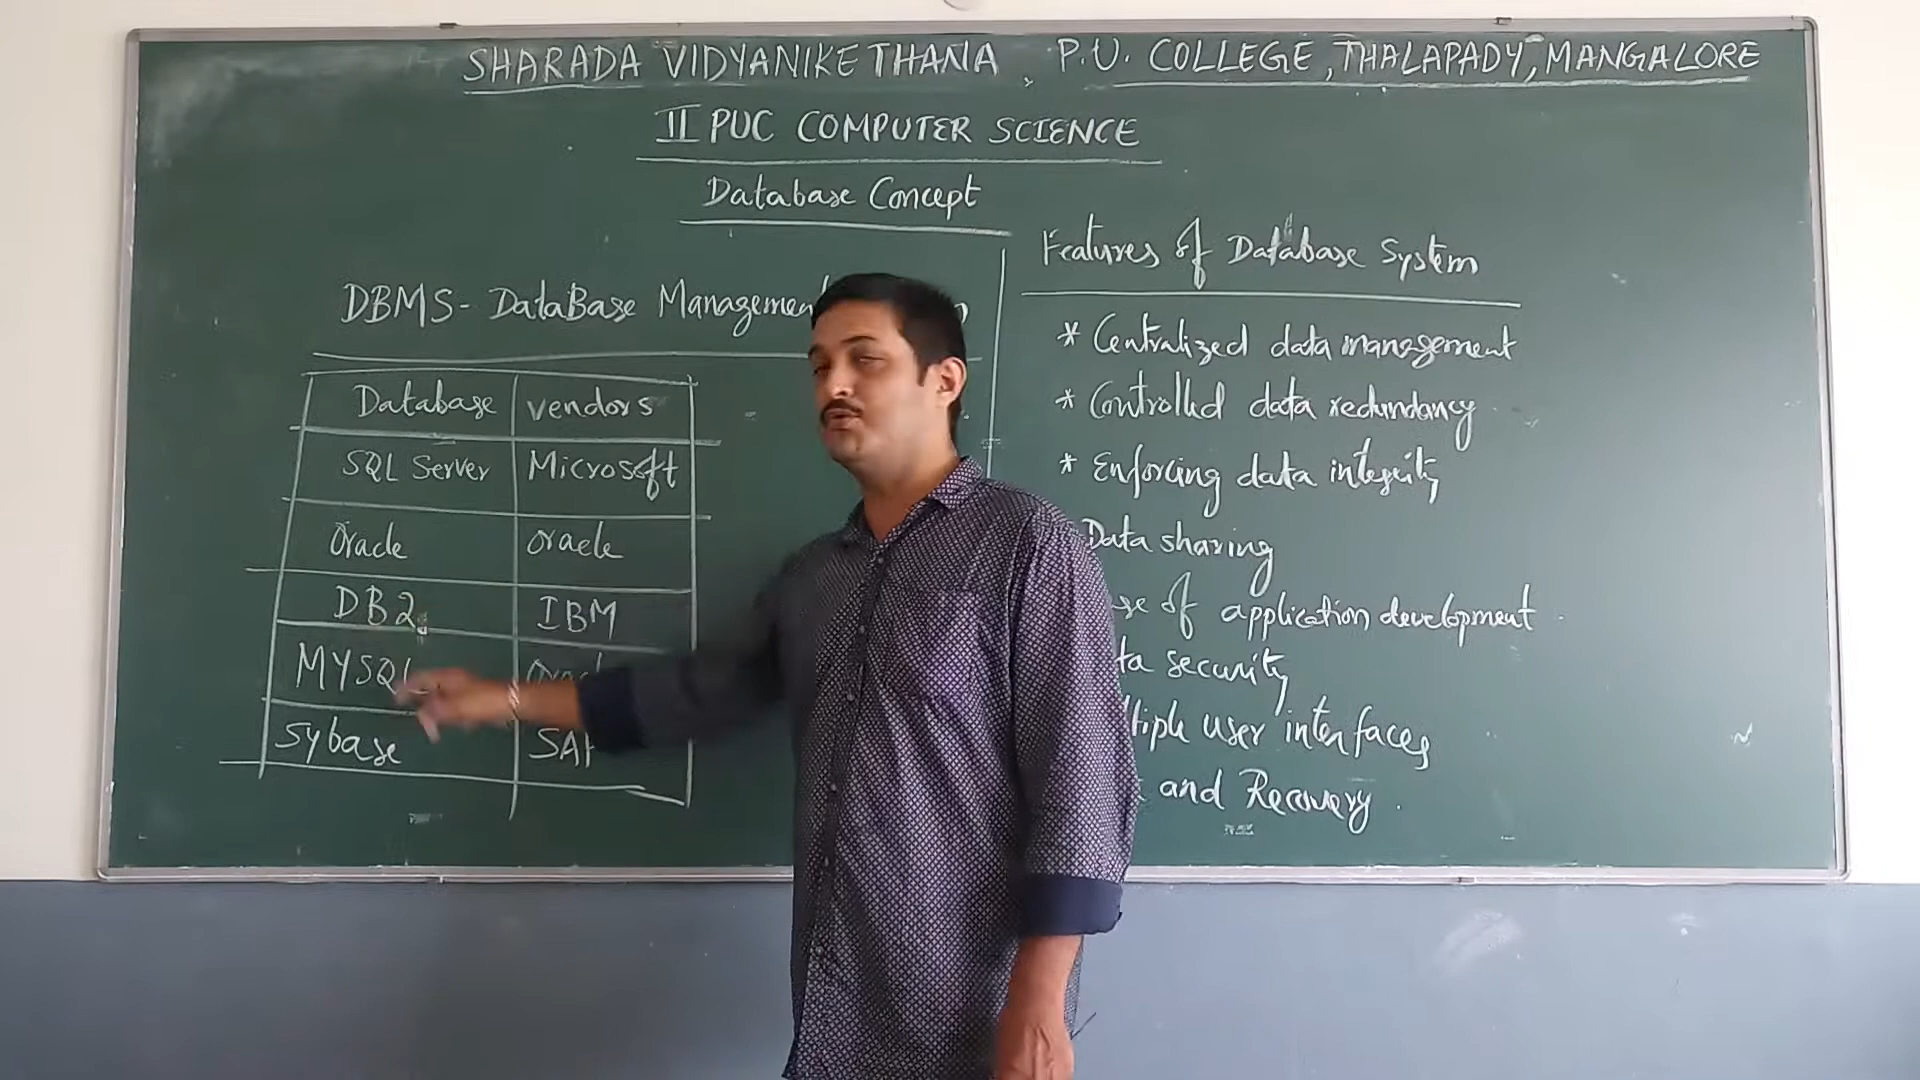 SHARADA VIDYANIKETHANA, P.U. COLLEGE, THALAPADY, MANGALORE
II PUC COMPUTER SCIENCE
Database Concept
DBMS - DataBase Management
Database vendors
SQL Server Microsoft
Oracle oracle
DB2 IBM
MYSQL
Sybase
Features of Database System
* Centralized data management
* Controlled data redundancy
* Enforcing data integrity
Data sharing
of application development
security
user interfaces
and Recovery